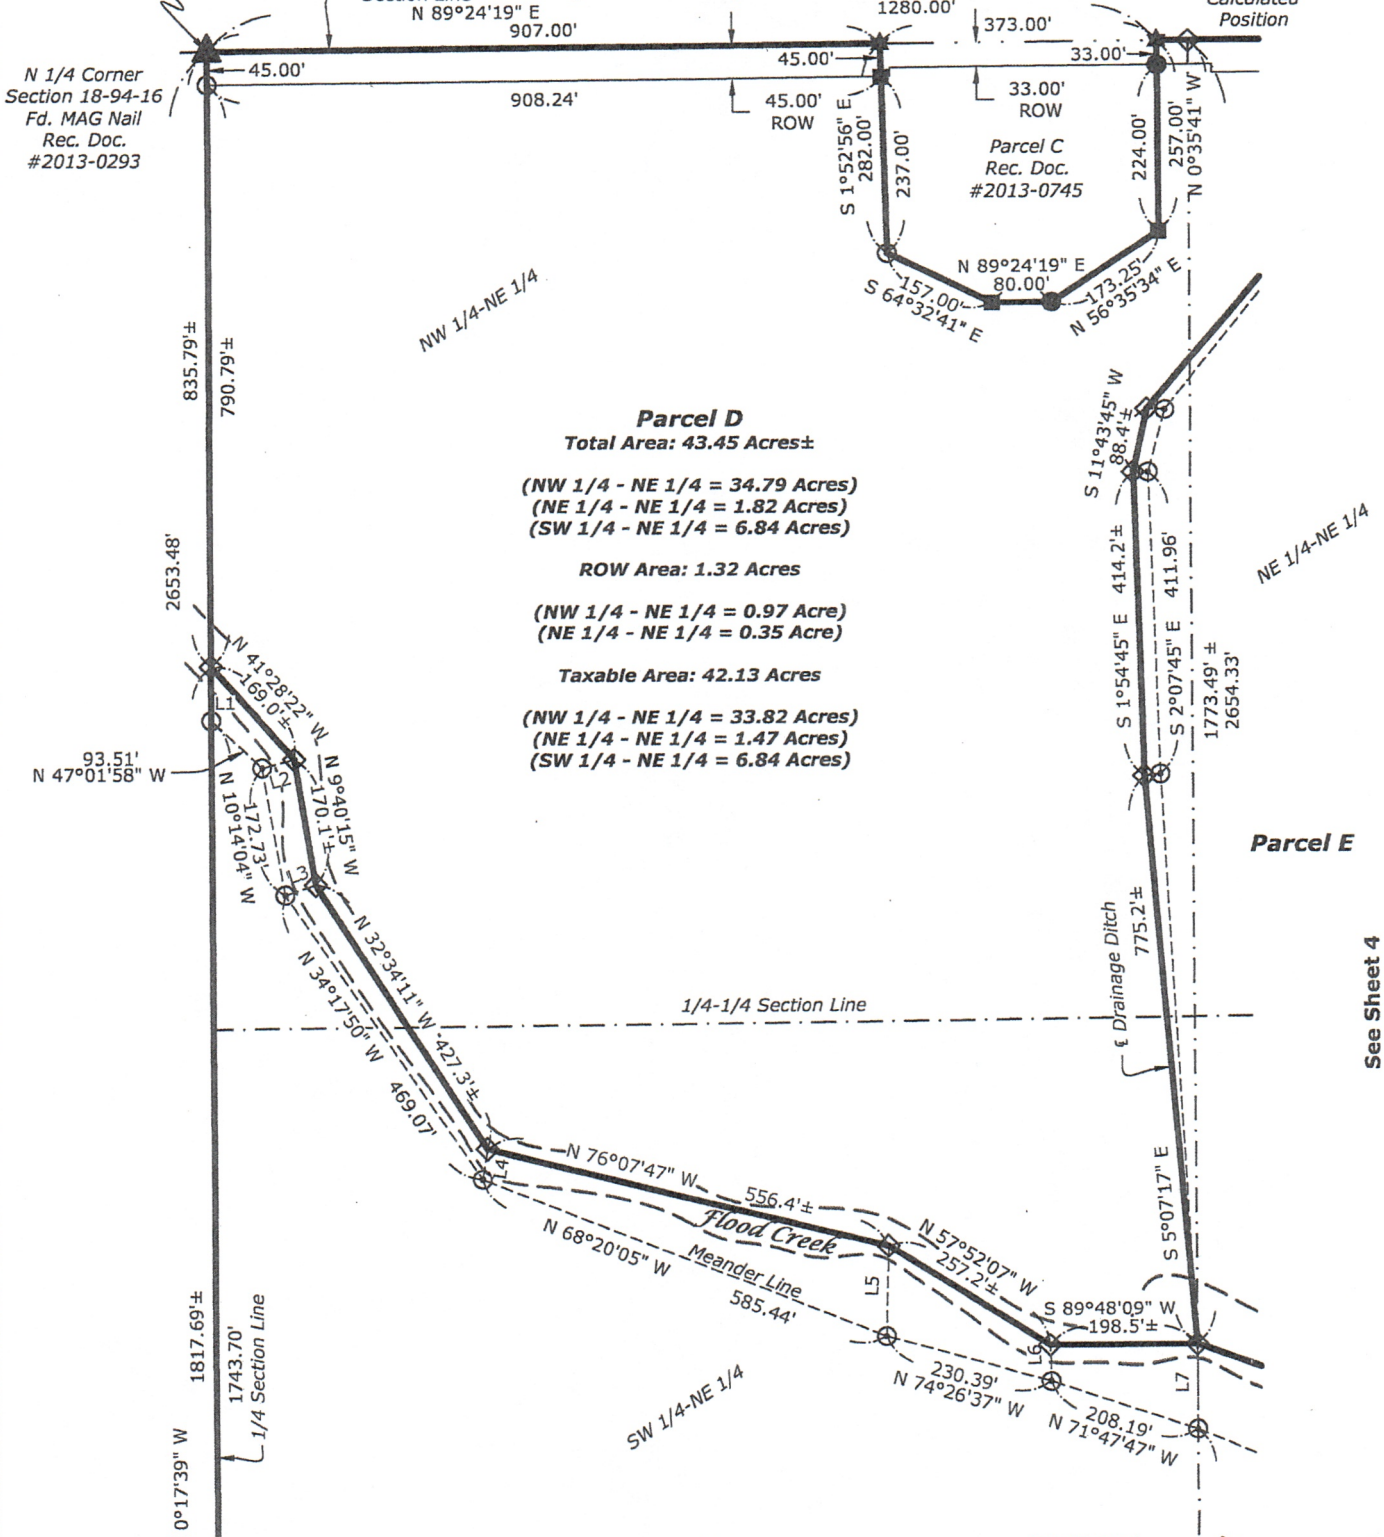 N 89°24'19" E
907.00'
1280.00'
373.00'
Calculated
Position
45.00'
45.00'
33.00'
N 1/4 Corner
Section 18-94-16
Fd. MAG Nail
Rec. Doc.
#2013-0293
908.24'
45.00'
ROW
33.00'
ROW
S 1°52'56" E
282.00'
237.00'
Parcel C
Rec. Doc.
#2013-0745
224.00'
257.00'
N 0°35'41" W
N 89°24'19" E
80.00'
157.00'
S 64°32'41" E
173.25'
N 56°35'34" E
NW 1/4-NE 1/4
835.79'±
790.79'±
S 11°43'45" W
88.4'±
Parcel D
Total Area: 43.45 Acres±
(NW 1/4 - NE 1/4 = 34.79 Acres)
(NE 1/4 - NE 1/4 = 1.82 Acres)
(SW 1/4 - NE 1/4 = 6.84 Acres)
ROW Area: 1.32 Acres
(NW 1/4 - NE 1/4 = 0.97 Acre)
(NE 1/4 - NE 1/4 = 0.35 Acre)
Taxable Area: 42.13 Acres
(NW 1/4 - NE 1/4 = 33.82 Acres)
(NE 1/4 - NE 1/4 = 1.47 Acres)
(SW 1/4 - NE 1/4 = 6.84 Acres)
NE 1/4-NE 1/4
2653.48'
S 1°54'45" E 414.2'±
S 2°07'45" E 411.96'
1773.49' ±
2654.33'
N 41°28'22" W
169.0'±
L1
93.51'
N 47°01'58" W
L2
N 9°40'15" W
170.1'±
172.73'
N 10°14'04" W
L3
Parcel E
See Sheet 4
775.2'±
℄ Drainage Ditch
N 32°34'11" W 427.3'±
N 34°17'50" W 469.07'
1/4-1/4 Section Line
L4
N 76°07'47" W
556.4'±
Flood Creek
N 68°20'05" W
Meander Line
585.44'
L5
N 57°52'07" W
257.2'±
S 5°07'17" E
S 89°48'09" W
198.5'±
L6
L7
230.39'
N 74°26'37" W
208.19'
N 71°47'47" W
SW 1/4-NE 1/4
1817.69'±
1743.70'
1/4 Section Line
0°17'39" W